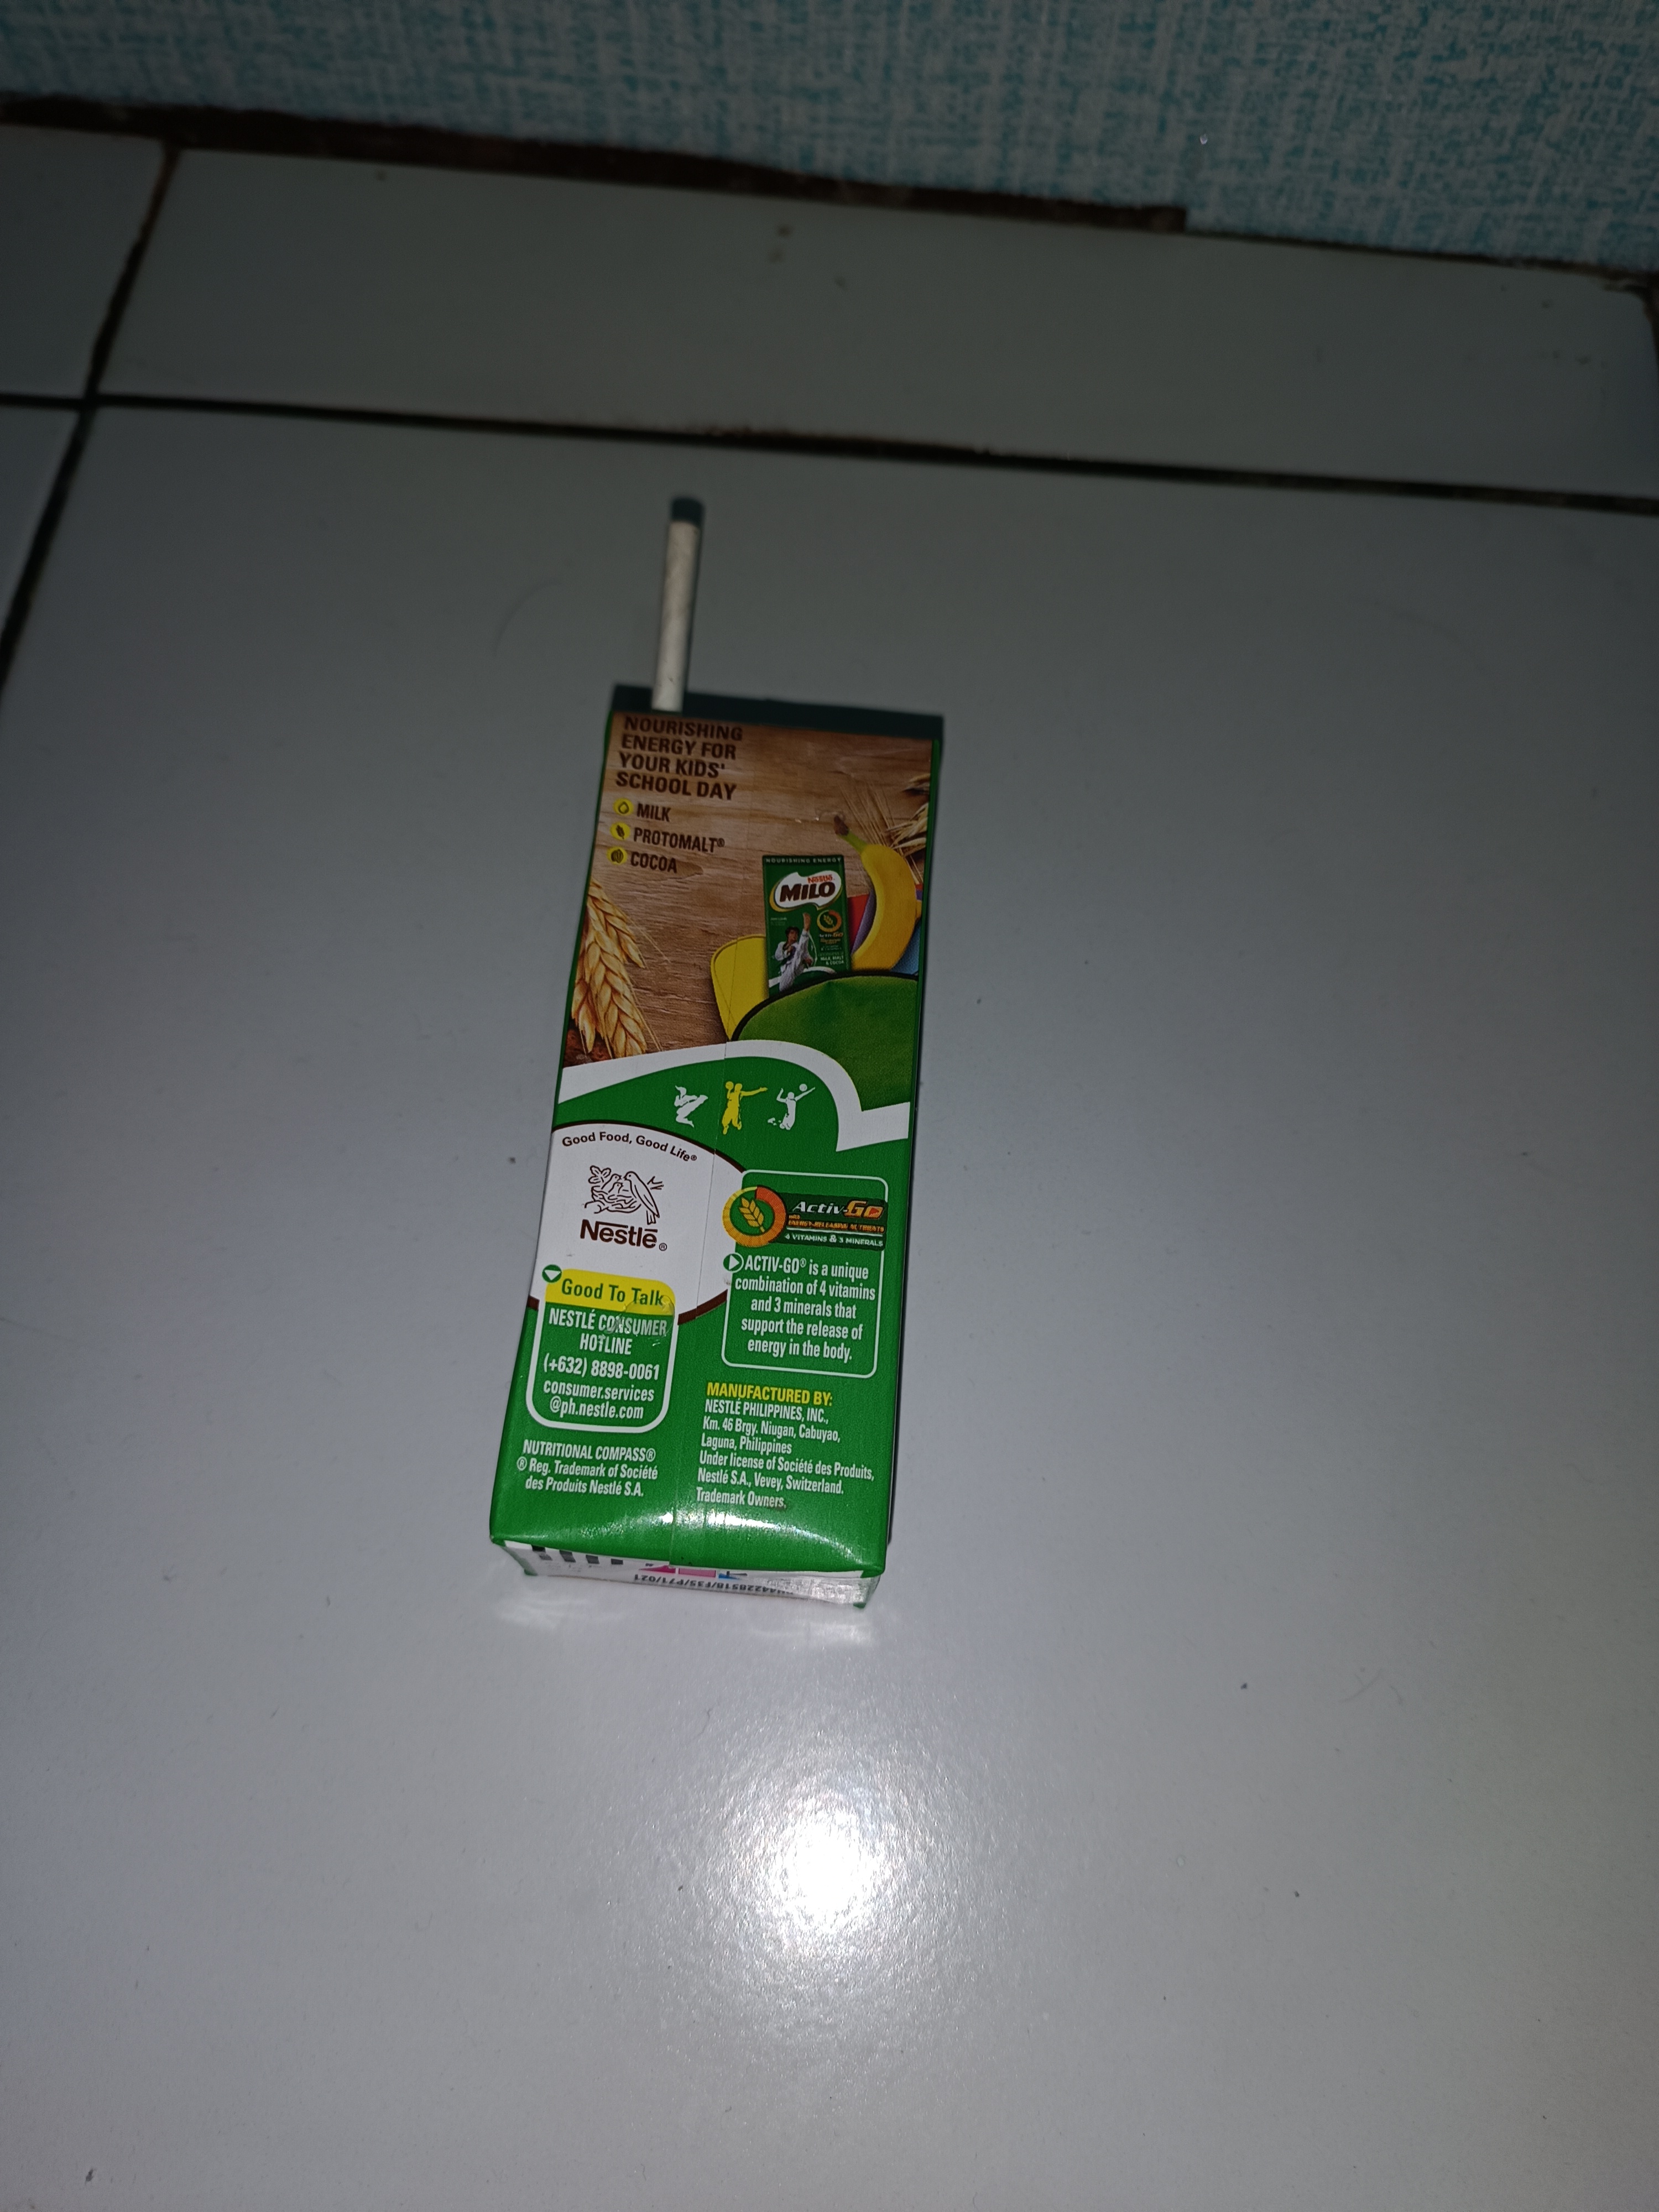 NOURISHING
ENERGY FOR
YOUR KIDS'
SCHOOL DAY
MILK
PROTOMALT®
COCOA
NOURISHING ENERGY
Nestlé
MILO
Good Food, Good Life®
Nestlé®
Activ-Go
WITH
ENERGY-RELEASING NUTRIENTS
4 VITAMINS & 3 MINERALS
ACTIV-GO® is a unique
combination of 4 vitamins
and 3 minerals that
support the release of
energy in the body.
Good To Talk
NESTLÉ CONSUMER
HOTLINE
(+632) 8898-0061
consumer.services
@ph.nestle.com
NUTRITIONAL COMPASS®
® Reg. Trademark of Société
des Produits Nestlé S.A.
MANUFACTURED BY:
NESTLÉ PHILIPPINES, INC.,
Km. 46 Brgy. Niugan, Cabuyao,
Laguna, Philippines
Under license of Société des Produits,
Nestlé S.A., Vevey, Switzerland.
Trademark Owners.